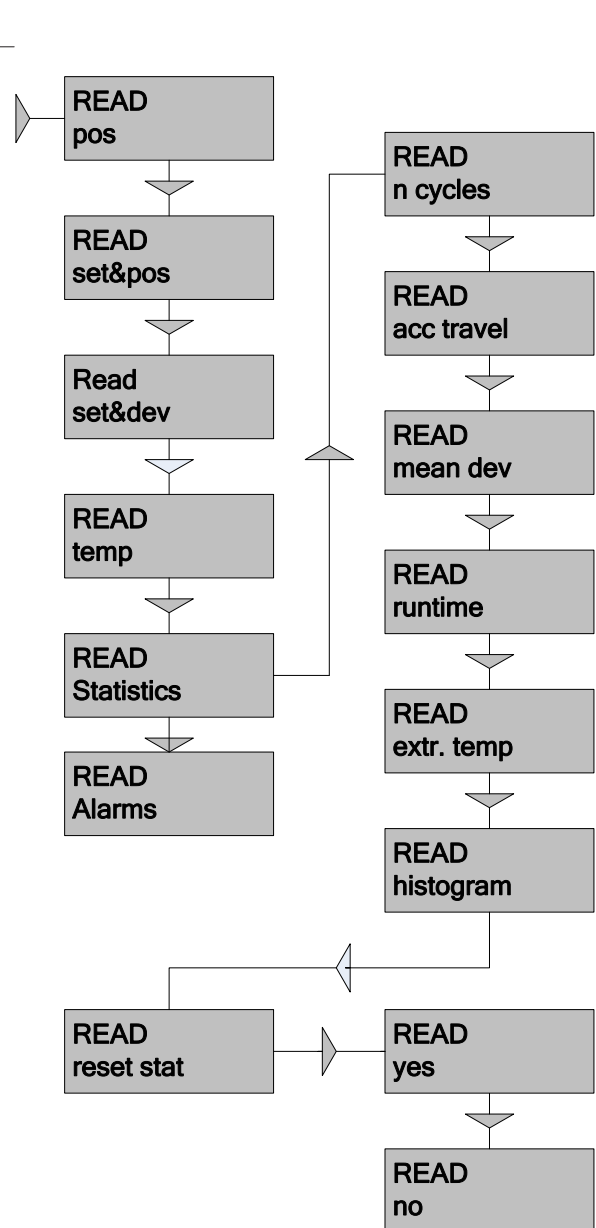 READ
pos
READ
set&pos
Read
set&dev
READ
temp
READ
Statistics
READ
Alarms
READ
n cycles
READ
acc travel
READ
mean dev
READ
runtime
READ
extr. temp
READ
histogram
READ
reset stat
READ
yes
READ
no